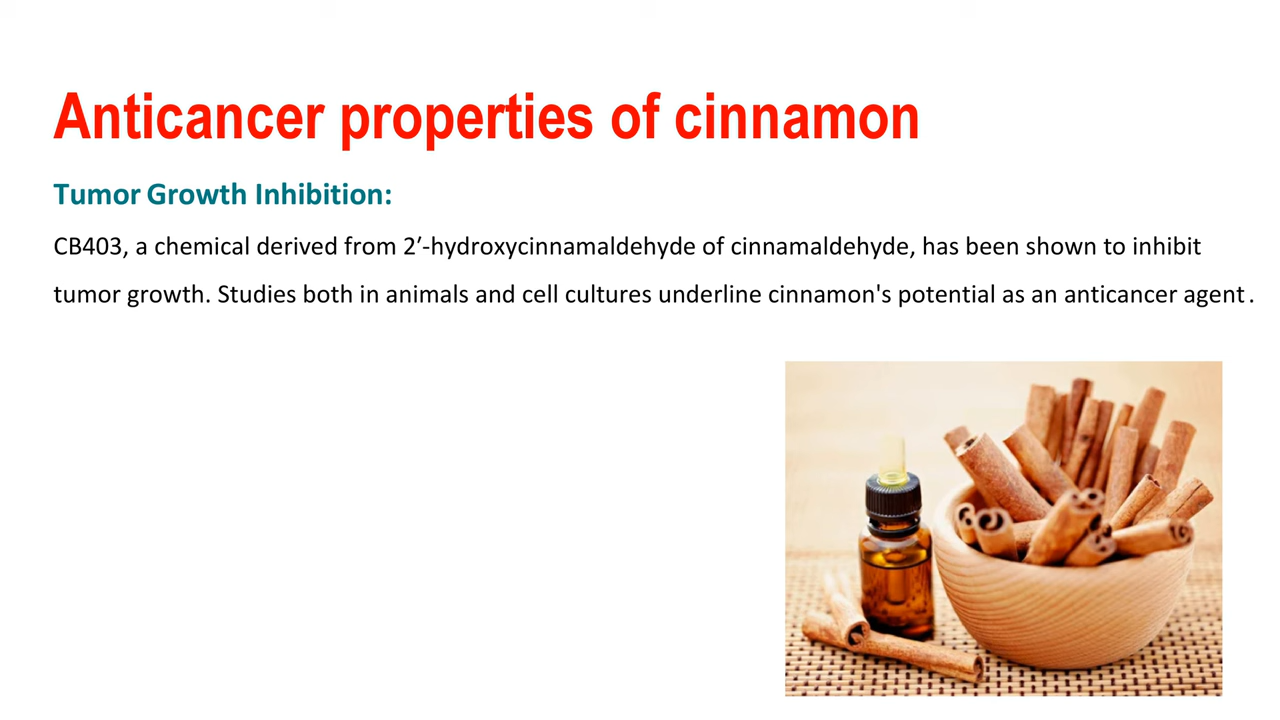 Anticancer properties of cinnamon
Tumor Growth Inhibition:
CB403, a chemical derived from 2′-hydroxycinnamaldehyde of cinnamaldehyde, has been shown to inhibit
tumor growth. Studies both in animals and cell cultures underline cinnamon's potential as an anticancer agent.